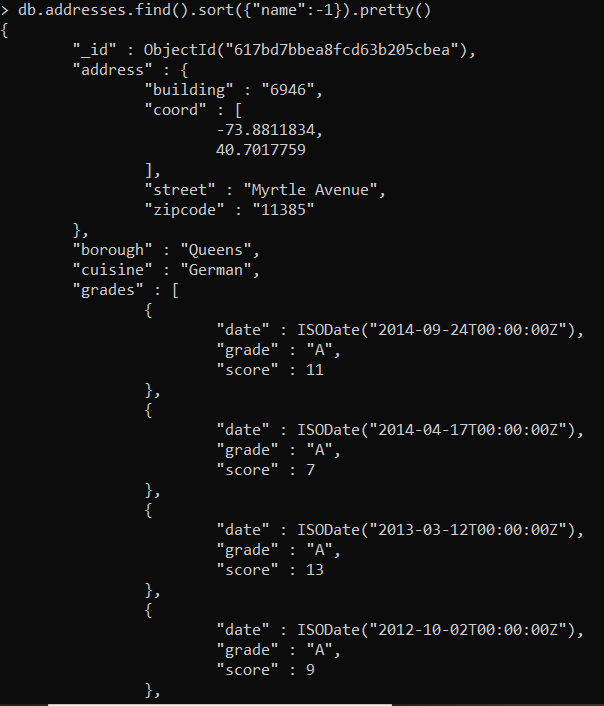 > db.addresses.find().sort({"name":-1}).pretty()
{
        "_id" : ObjectId("617bd7bbea8fcd63b205cbea"),
        "address" : {
                "building" : "6946",
                "coord" : [
                        -73.8811834,
                        40.7017759
                ],
                "street" : "Myrtle Avenue",
                "zipcode" : "11385"
        },
        "borough" : "Queens",
        "cuisine" : "German",
        "grades" : [
                {
                        "date" : ISODate("2014-09-24T00:00:00Z"),
                        "grade" : "A",
                        "score" : 11
                },
                {
                        "date" : ISODate("2014-04-17T00:00:00Z"),
                        "grade" : "A",
                        "score" : 7
                },
                {
                        "date" : ISODate("2013-03-12T00:00:00Z"),
                        "grade" : "A",
                        "score" : 13
                },
                {
                        "date" : ISODate("2012-10-02T00:00:00Z"),
                        "grade" : "A",
                        "score" : 9
                },